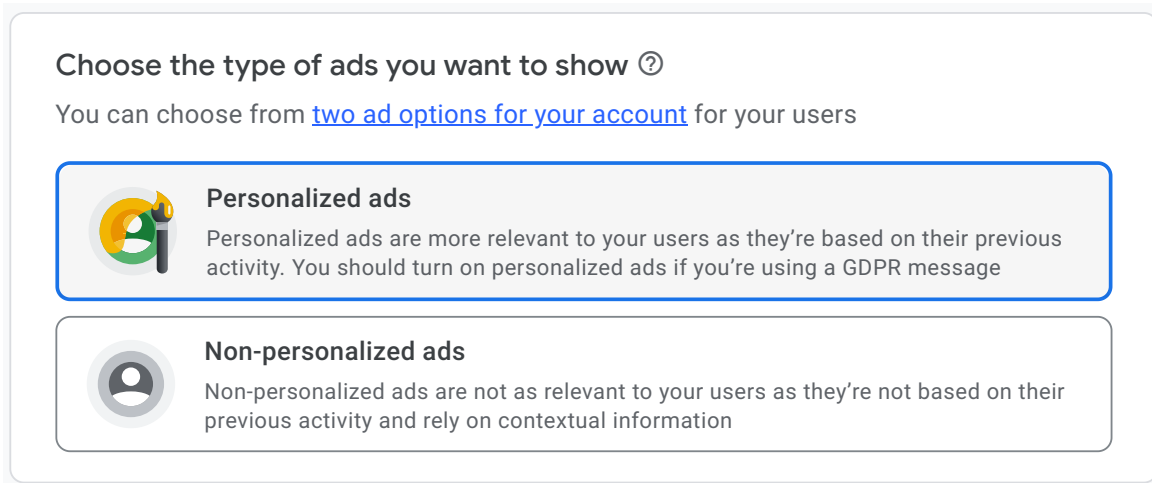 Choose the type of ads you want to show
You can choose from two ad options for your account for your users
Personalized ads
Personalized ads are more relevant to your users as they’re based on their previous
activity. You should turn on personalized ads if you’re using a GDPR message
Non-personalized ads
Non-personalized ads are not as relevant to your users as they’re not based on their
previous activity and rely on contextual information